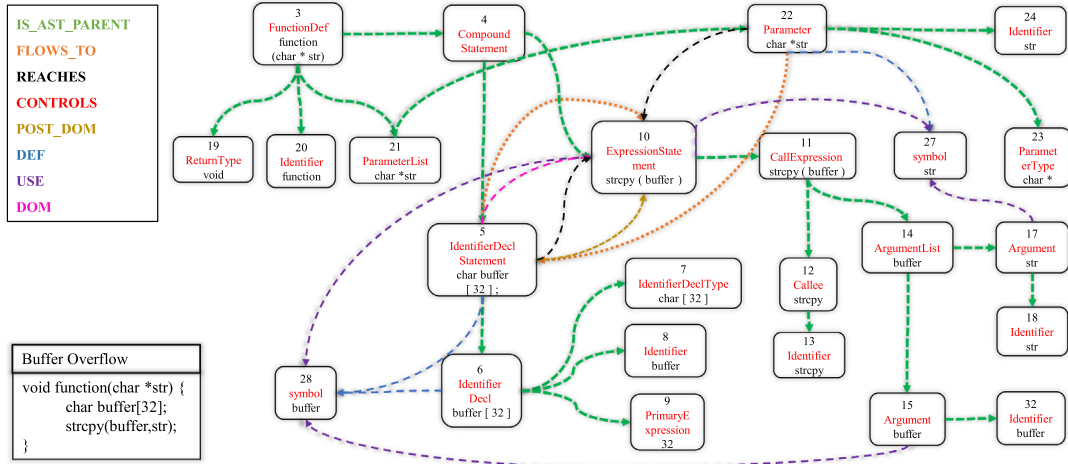 IS_AST_PARENT
FLOWS_TO
REACHES
CONTROLS
POST_DOM
DEF
USE
DOM
3
FunctionDef
function
(char * str)
4
Compound
Statement
22
Parameter
char *str
24
Identifier
str
19
ReturnType
void
20
Identifier
function
21
ParameterList
char *str
10
ExpressionState
ment
strcpy ( buffer )
11
CallExpression
strcpy ( buffer )
27
symbol
str
23
Paramet
erType
char *
5
IdentifierDecl
Statement
char buffer
[ 32 ] ;
7
IdentifierDeclType
char [ 32 ]
12
Callee
strcpy
14
ArgumentList
buffer
17
Argument
str
8
Identifier
buffer
13
Identifier
strcpy
18
Identifier
str
28
symbol
buffer
6
Identifier
Decl
buffer [ 32 ]
9
PrimaryE
xpression
32
15
Argument
buffer
32
Identifier
buffer
Buffer Overflow
void function(char *str) {
char buffer[32];
strcpy(buffer,str);
}